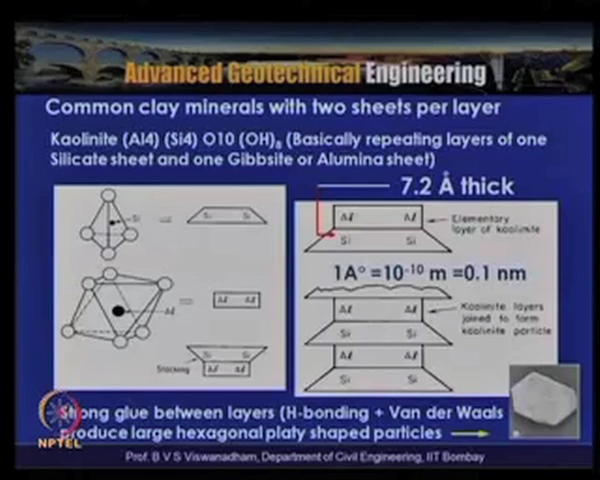 Advanced Geotechnical Engineering
Common clay minerals with two sheets per layer
Kaolinite (Al4) (Si4) O10 (OH)8 (Basically repeating layers of one
Silicate sheet and one Gibbsite or Alumina sheet)
7.2 Å thick
Si
Si Si
Al
Al Al
Si Si
Al Al
Stacking
Al Al
Si Si
Elementary
layer of kaolinite
1A° =10-10 m =0.1 nm
Al Al
Si Si
Al Al
Si Si
Kaolinite layers
joined to form
kaolinite particle
Strong glue between layers (H-bonding + Van der Waals
produce large hexagonal platy shaped particles
NPTEL
Prof. B V S Viswanadham, Department of Civil Engineering, IIT Bombay